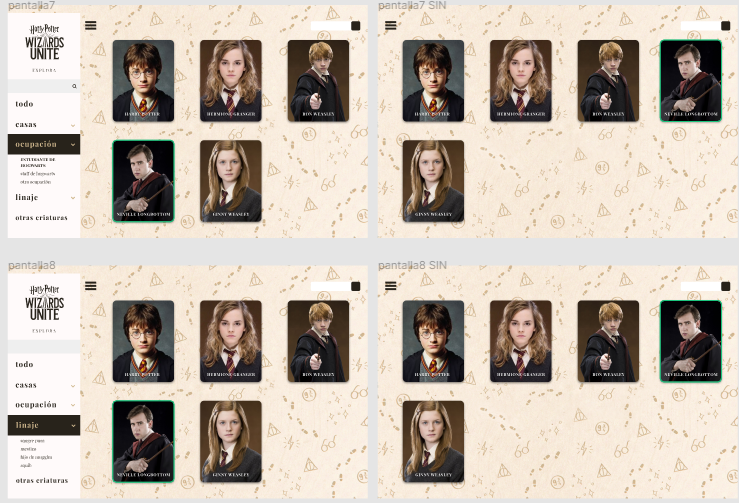 pantalla7
Harry Potter
WIZARDS
UNITE
EXPLORA
todo
casas
ocupación
ESTUDIANTE DE
HOGWARTS
staff de hogwarts
otra ocupación
linaje
otras criaturas
HARRY POTTER
HERMIONE GRANGER
RON WEASLEY
NEVILLE LONGBOTTOM
GINNY WEASLEY
pantalla7 SIN
HARRY POTTER
HERMIONE GRANGER
RON WEASLEY
NEVILLE LONGBOTTOM
GINNY WEASLEY
pantalla8
Harry Potter
WIZARDS
UNITE
EXPLORA
todo
casas
ocupación
linaje
sangre pura
mestizo
hijo de muggles
squib
otras criaturas
HARRY POTTER
HERMIONE GRANGER
RON WEASLEY
NEVILLE LONGBOTTOM
GINNY WEASLEY
pantalla8 SIN
HARRY POTTER
HERMIONE GRANGER
RON WEASLEY
NEVILLE LONGBOTTOM
GINNY WEASLEY